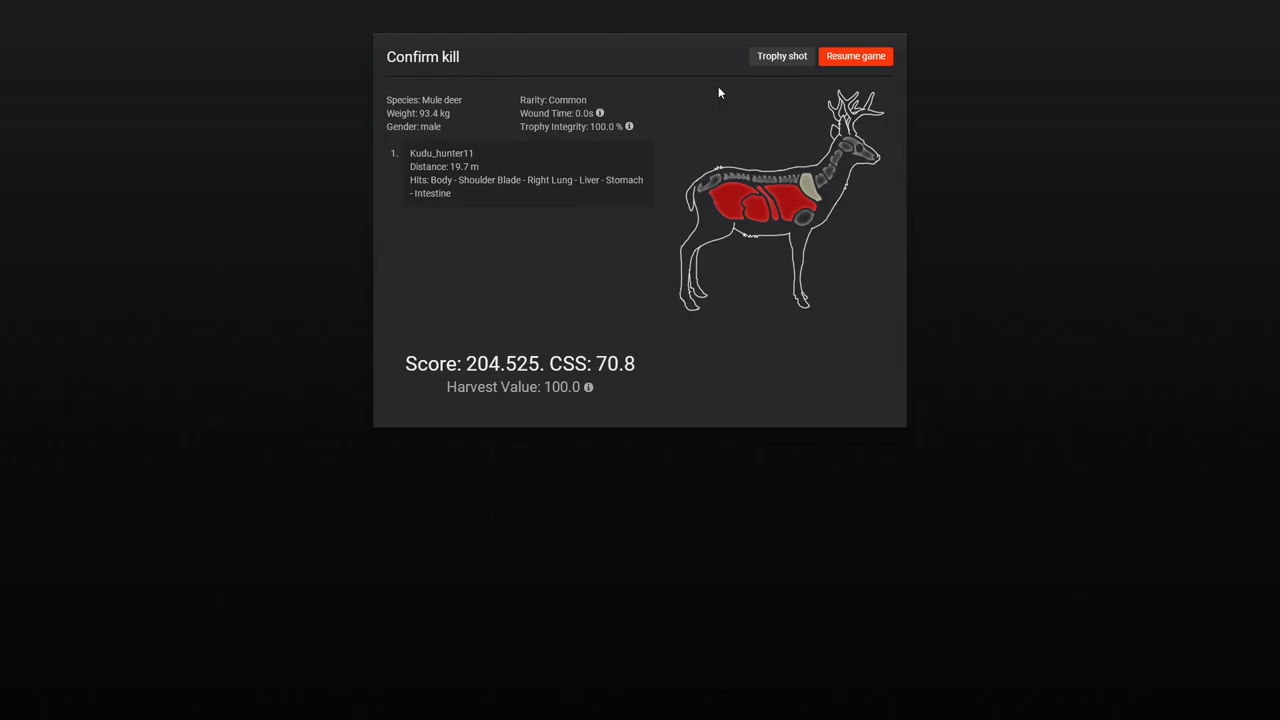 Confirm kill
Trophy shot
Resume game
Species: Mule deer
Weight: 93.4 kg
Gender: male
Rarity: Common
Wound Time: 0.0s
Trophy Integrity: 100.0 %
1.
Kudu_hunter11
Distance: 19.7 m
Hits: Body - Shoulder Blade - Right Lung - Liver - Stomach
- Intestine
Score: 204.525. CSS: 70.8
Harvest Value: 100.0